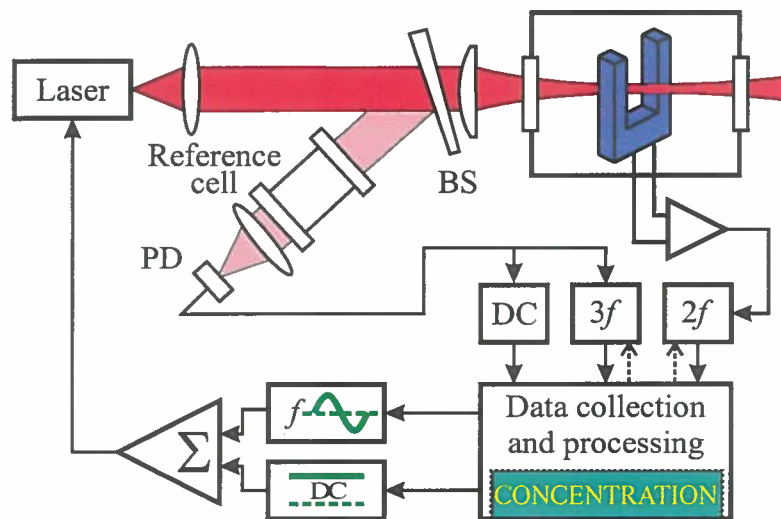 Laser
Reference
cell
BS
PD
DC
3f
2f
f
Σ
DC
Data collection
and processing
CONCENTRATION